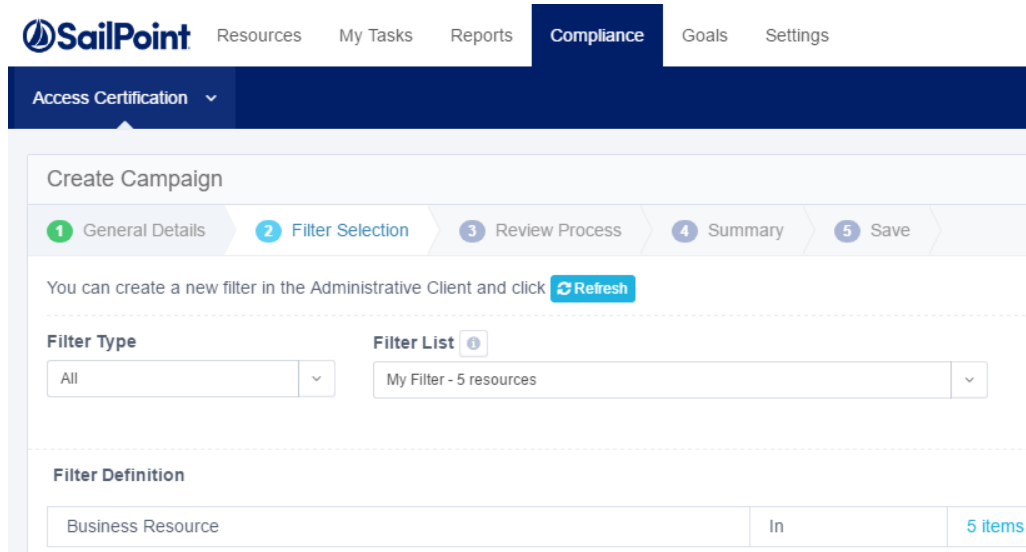 SailPoint Resources My Tasks Reports Compliance Goals Settings
Access Certification
Create Campaign
1 General Details 2 Filter Selection 3 Review Process 4 Summary 5 Save
You can create a new filter in the Administrative Client and click Refresh
Filter Type Filter List
All My Filter - 5 resources
Filter Definition
Business Resource In 5 items